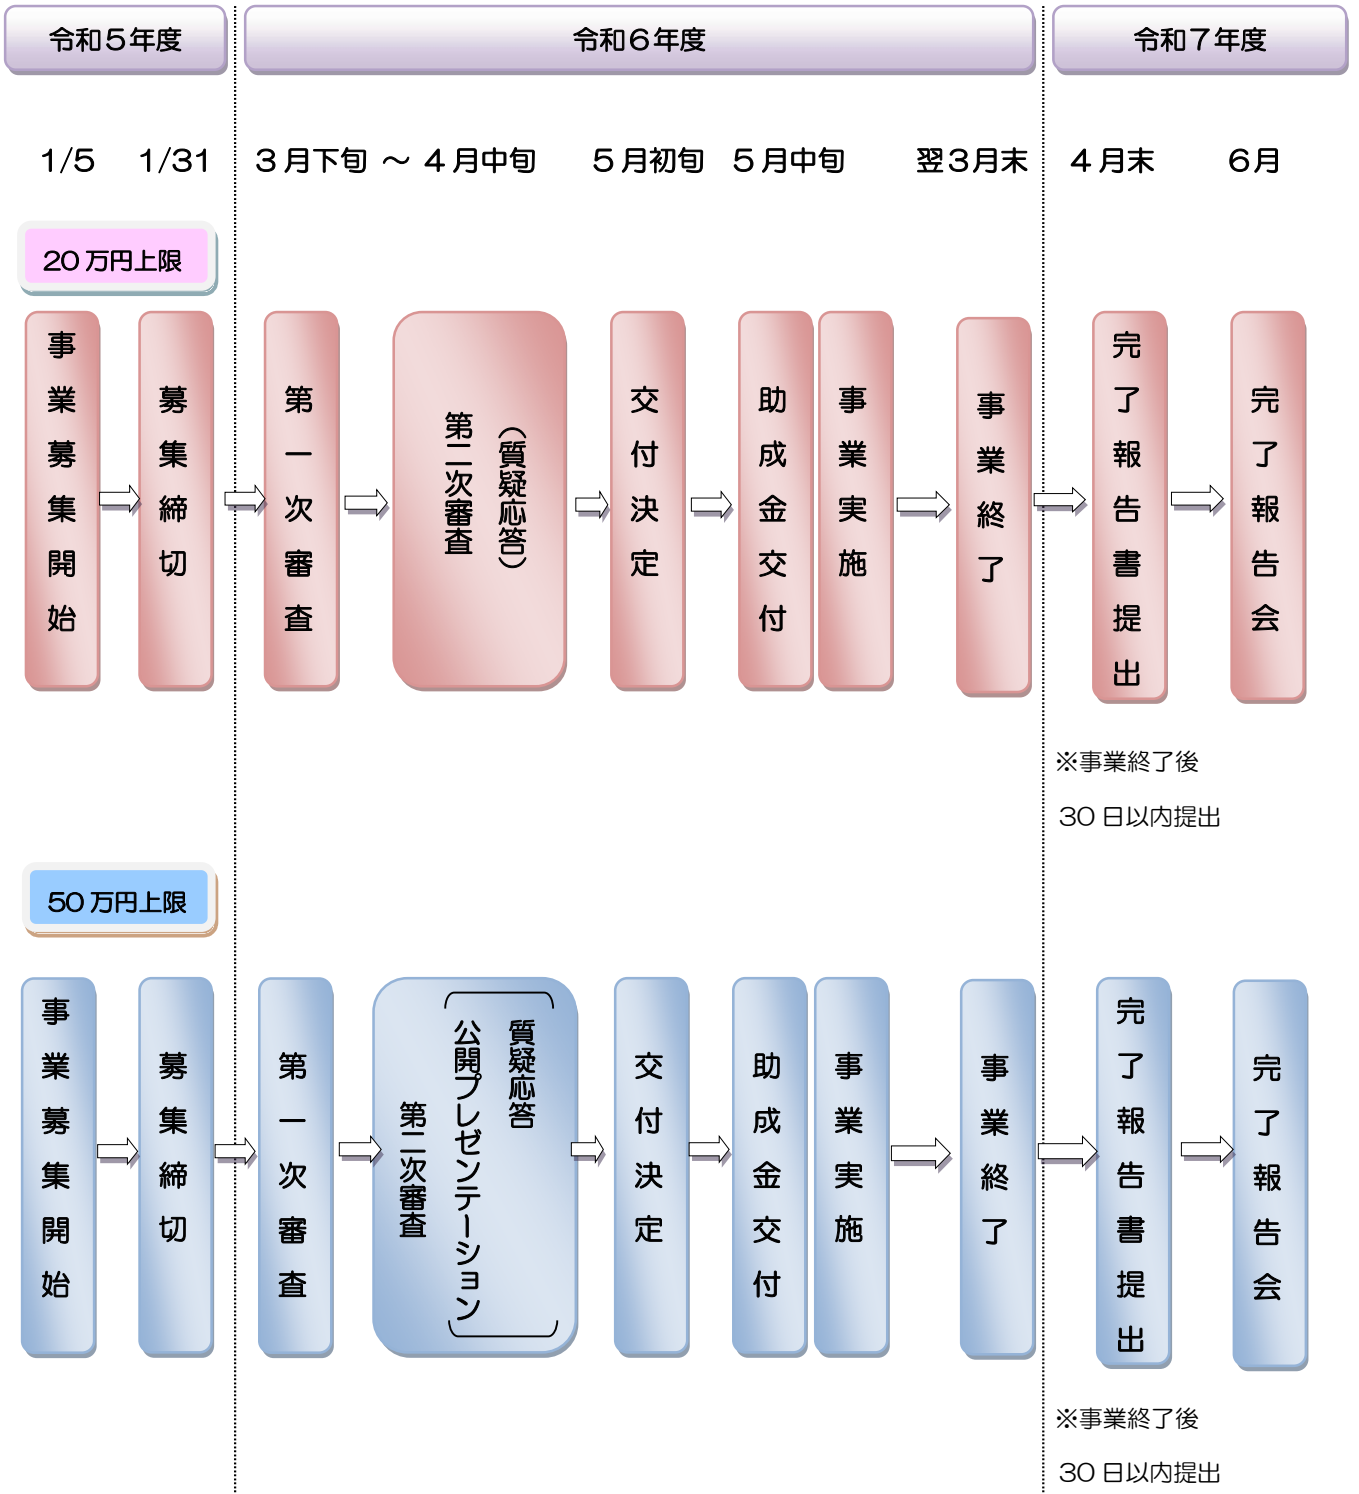 令和５年度
令和６年度
令和７年度
1/5
1/31
３月下旬 ～ ４月中旬
５月初旬
５月中旬
翌３月末
４月末
６月
20万円上限
事業募集開始
募集締切
第一次審査
第二次審査
（質疑応答）
交付決定
助成金交付
事業実施
事業終了
完了報告書提出
完了報告会
※事業終了後
30日以内提出
50万円上限
事業募集開始
募集締切
第一次審査
第二次審査
公開プレゼンテーション
質疑応答
交付決定
助成金交付
事業実施
事業終了
完了報告書提出
完了報告会
※事業終了後
30日以内提出